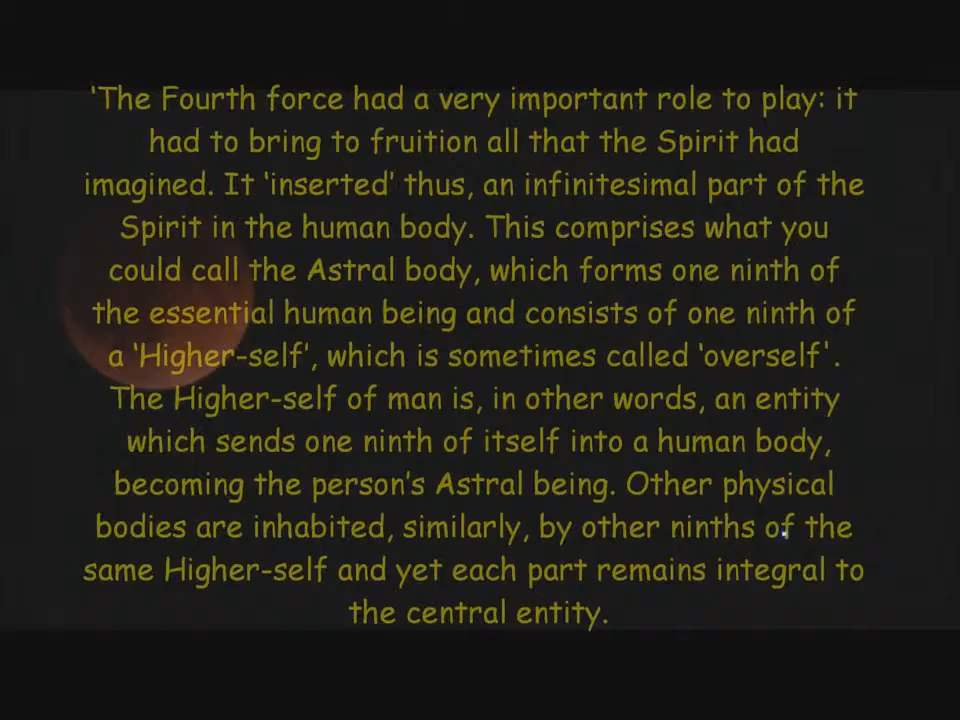 ‘The Fourth force had a very important role to play: it
had to bring to fruition all that the Spirit had
imagined. It ‘inserted’ thus, an infinitesimal part of the
Spirit in the human body. This comprises what you
could call the Astral body, which forms one ninth of
the essential human being and consists of one ninth of
a ‘Higher-self’, which is sometimes called ‘overself'.
The Higher-self of man is, in other words, an entity
which sends one ninth of itself into a human body,
becoming the person’s Astral being. Other physical
bodies are inhabited, similarly, by other ninths of the
same Higher-self and yet each part remains integral to
the central entity.